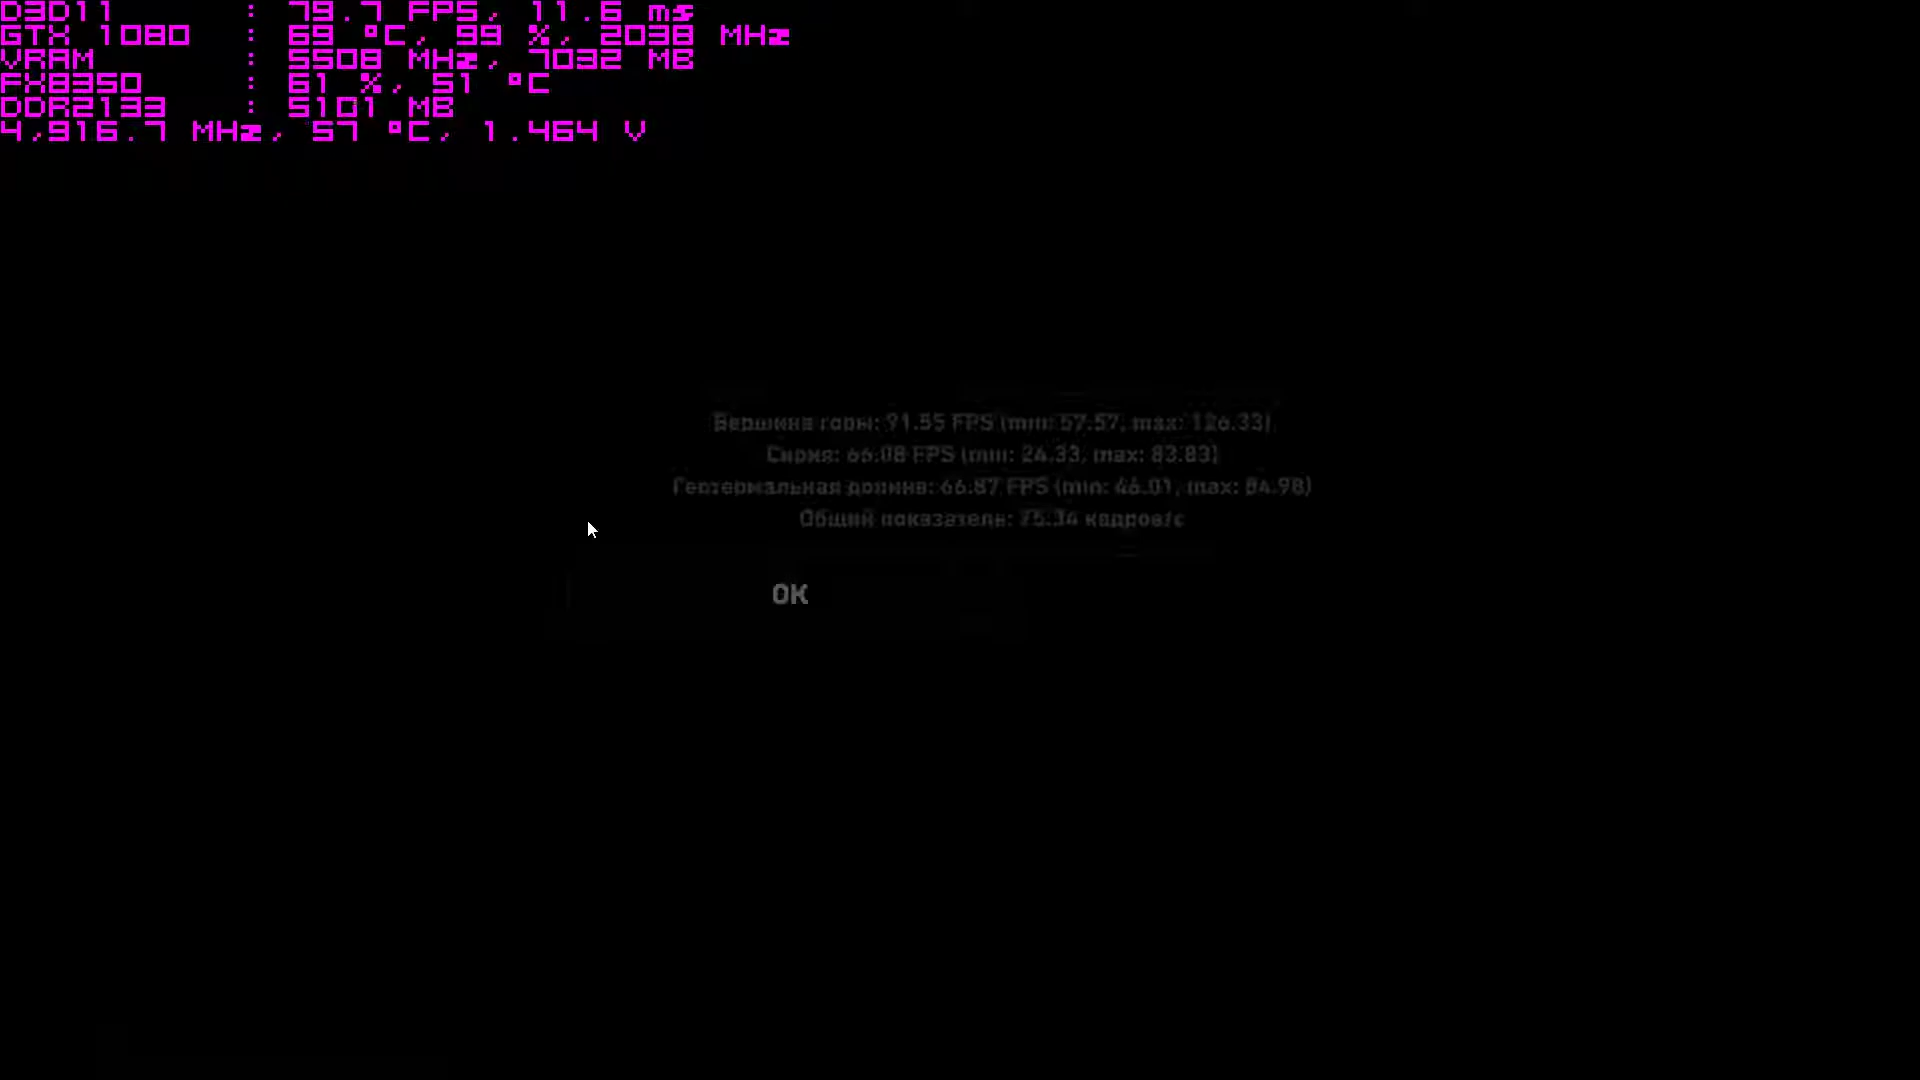 D3D11 : 79.7 FPS, 11.6 ms
GTX 1080 : 69 °C, 99 %, 2038 MHz
VRAM : 5508 MHz, 7032 MB
FX8350 : 61 %, 51 °C
DDR2133 : 5101 MB
4,916.7 MHz, 57 °C, 1.464 V
Вершина горы: 91.55 FPS (min: 57.57, max: 126.33)
Сирия: 66.08 FPS (min: 24.33, max: 83.83)
Геотермальная долина: 66.87 FPS (min: 46.01, max: 84.98)
Общий показатель: 75.34 кадров/с
OK